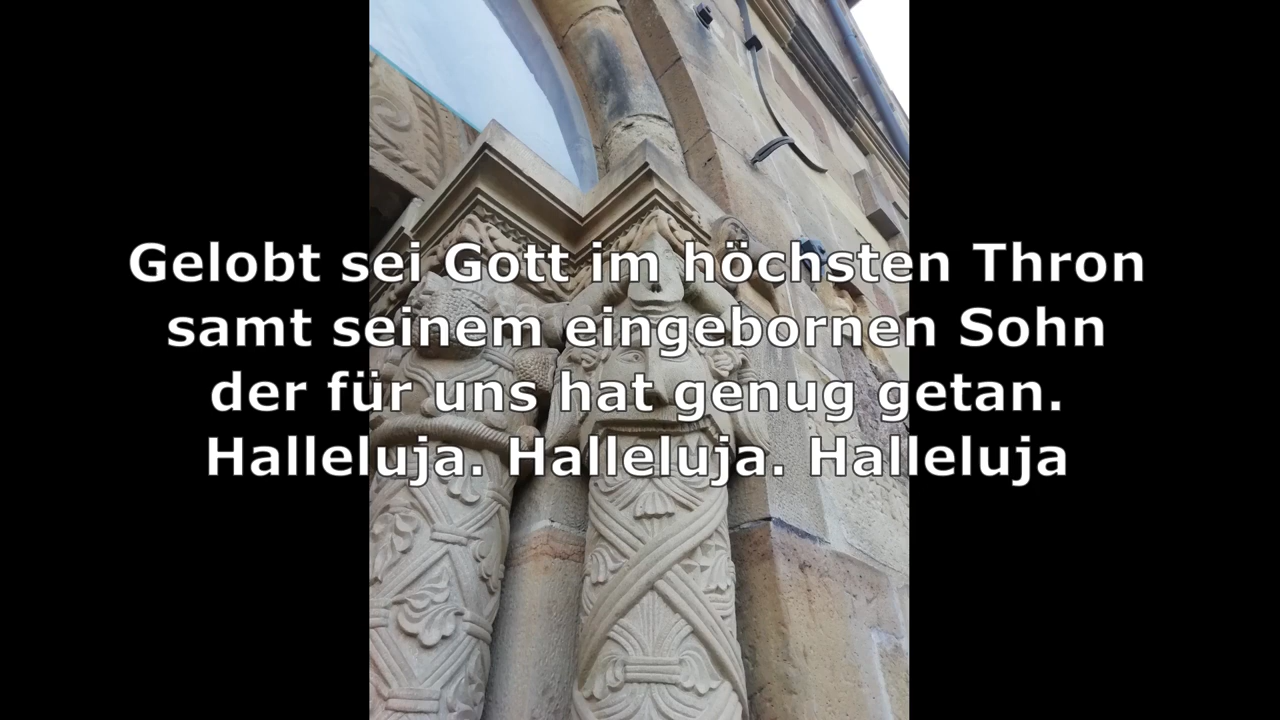 Gelobt sei Gott im höchsten Thron
samt seinem eingebornen Sohn
der für uns hat genug getan.
Halleluja. Halleluja. Halleluja